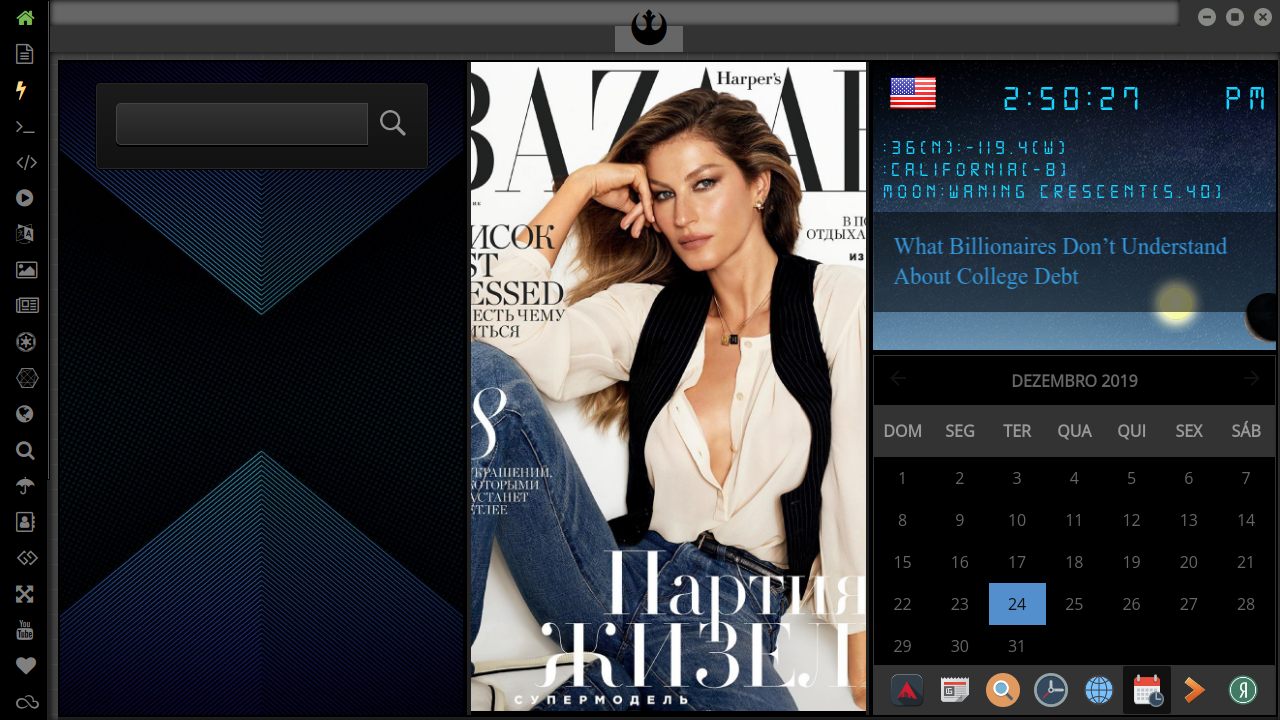 2:50:27 PM
:36(N):-119.4(W)
:CALIFORNIA(-8)
MOON:WANING CRESCENT(5.40)
What Billionaires Don’t Understand
About College Debt
Harper's
BAZAAR
ИСОК
ST
ESSED
ЕСТЬ ЧЕМУ
ИТЬСЯ
В ПО
ОТДЫХА
ИЗ
8
УКРАШЕНИЙ,
КОТОРЫМИ
УСТАНЕТ
ЕТЛЕЕ
Партия
ЖИЗЕЛ
СУПЕРМОДЕЛЬ
DEZEMBRO 2019
DOM SEG TER QUA QUI SEX SÁB
1 2 3 4 5 6 7
8 9 10 11 12 13 14
15 16 17 18 19 20 21
22 23 24 25 26 27 28
29 30 31
You
Tube
Я